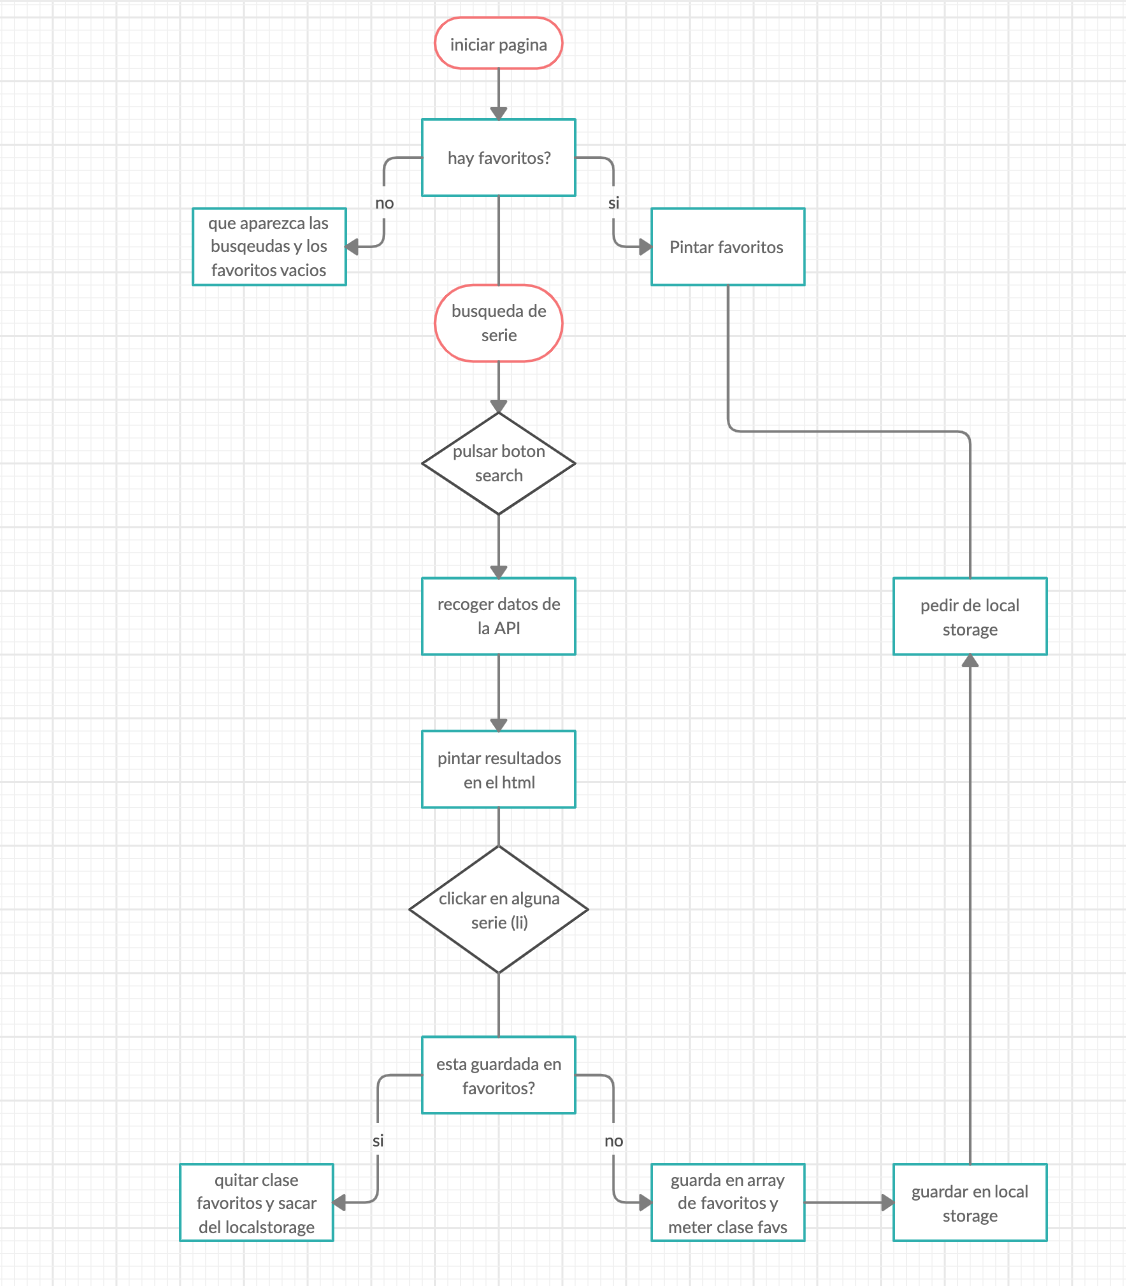 iniciar pagina
hay favoritos?
no
si
que aparezca las
busqeudas y los
favoritos vacios
Pintar favoritos
busqueda de
serie
pulsar boton
search
recoger datos de
la API
pedir de local
storage
pintar resultados
en el html
clickar en alguna
serie (li)
esta guardada en
favoritos?
si
no
quitar clase
favoritos y sacar
del localstorage
guarda en array
de favoritos y
meter clase favs
guardar en local
storage